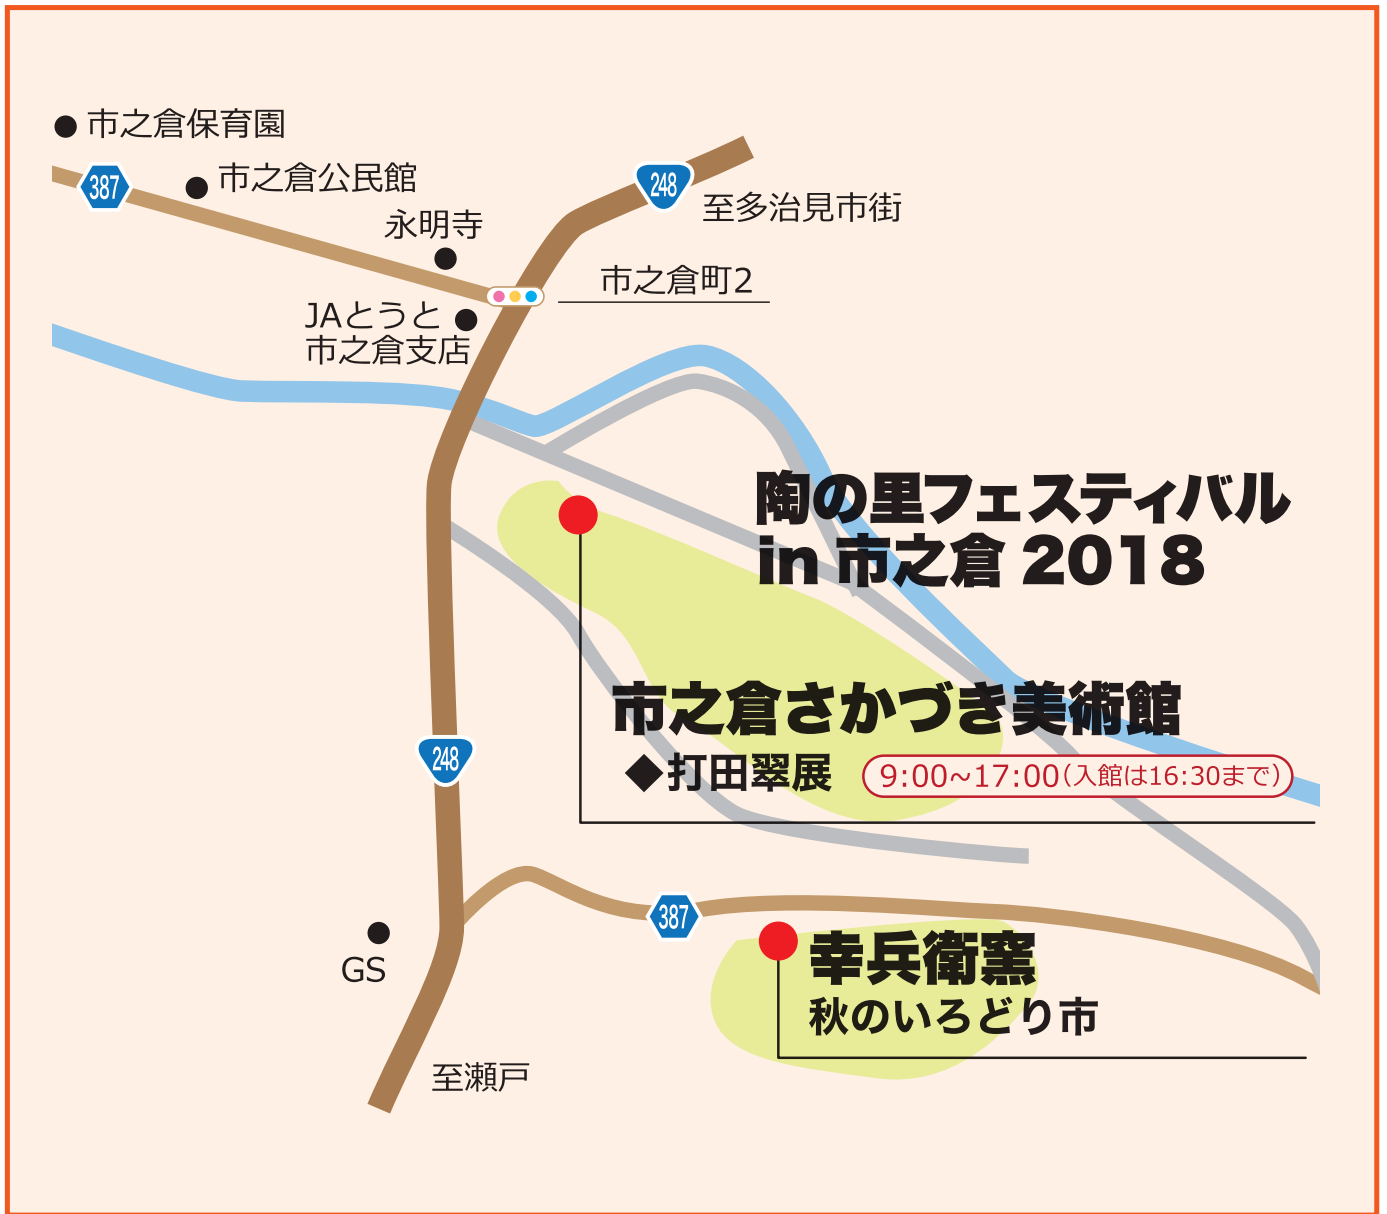 市之倉保育園
387
市之倉公民館
248
至多治見市街
永明寺
市之倉町2
JAとうと
市之倉支店
陶の里フェスティバル
in 市之倉 2018
市之倉さかづき美術館
◆打田翠展
9:00~17:00(入館は16:30まで)
248
387
幸兵衛窯
秋のいろどり市
GS
至瀬戸